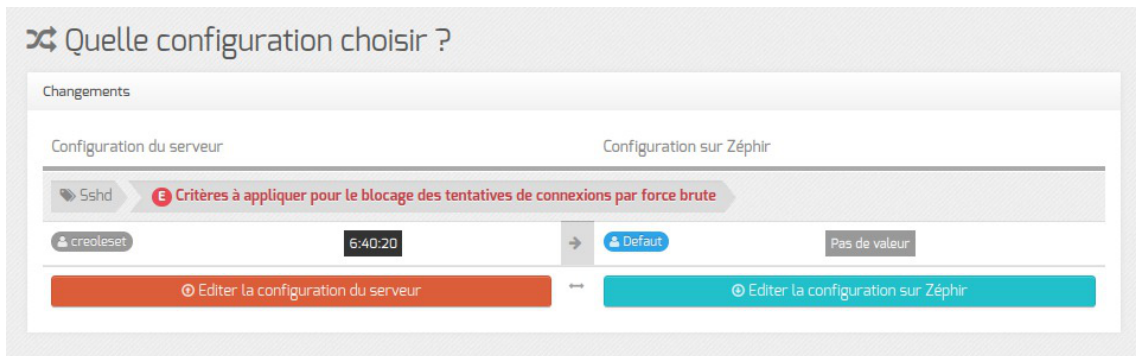 Quelle configuration choisir ?
Changements
Configuration du serveur
Configuration sur Zéphir
Sshd
E Critères à appliquer pour le blocage des tentatives de connexions par force brute
creoleset
6:40:20
Defaut
Pas de valeur
Editer la configuration du serveur
Editer la configuration sur Zéphir